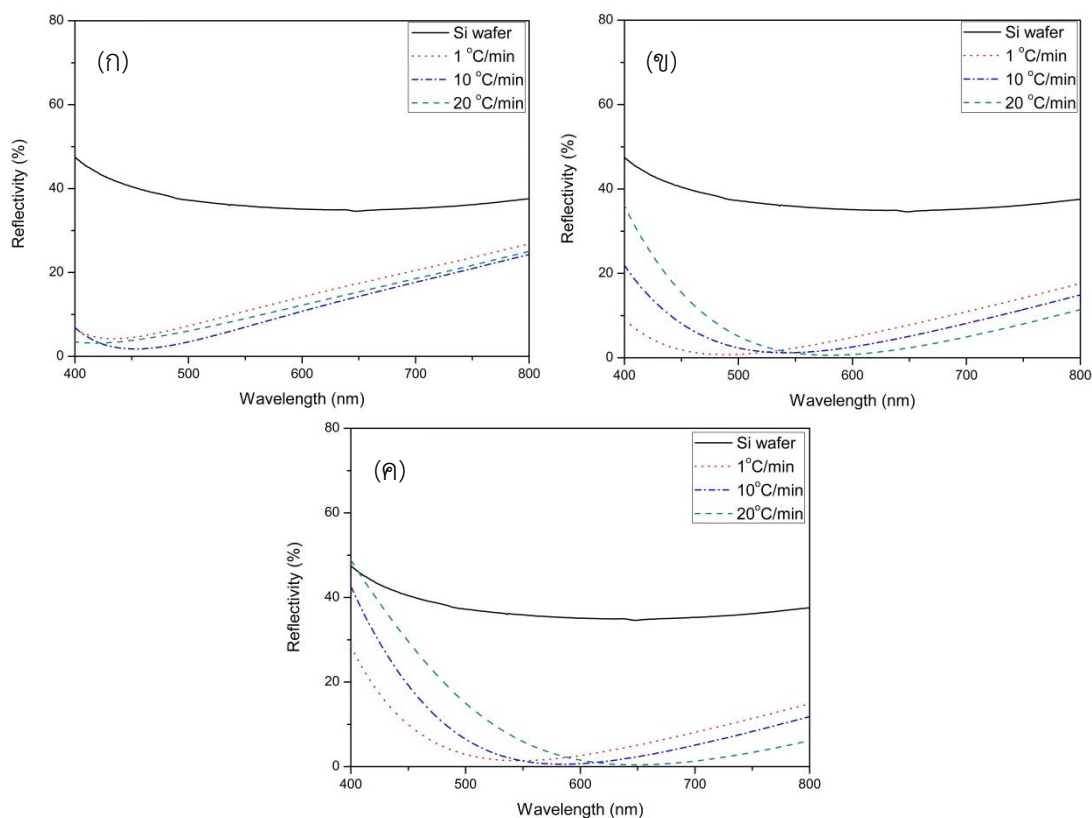 80
60
40
20
0
Reflectivity (%)
(ก)
Si wafer
1 °C/min
10 °C/min
20 °C/min
400 500 600 700 800
Wavelength (nm)
80
60
40
20
0
Reflectivity (%)
(ข)
Si wafer
1 °C/min
10 °C/min
20 °C/min
400 500 600 700 800
Wavelength (nm)
80
60
40
20
0
Reflectivity (%)
(ค)
Si wafer
1°C/min
10°C/min
20°C/min
400 500 600 700 800
Wavelength (nm)